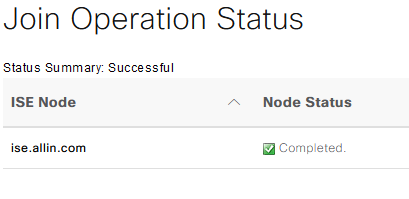 Join Operation Status
Status Summary: Successful
ISE Node Node Status
ise.allin.com Completed.